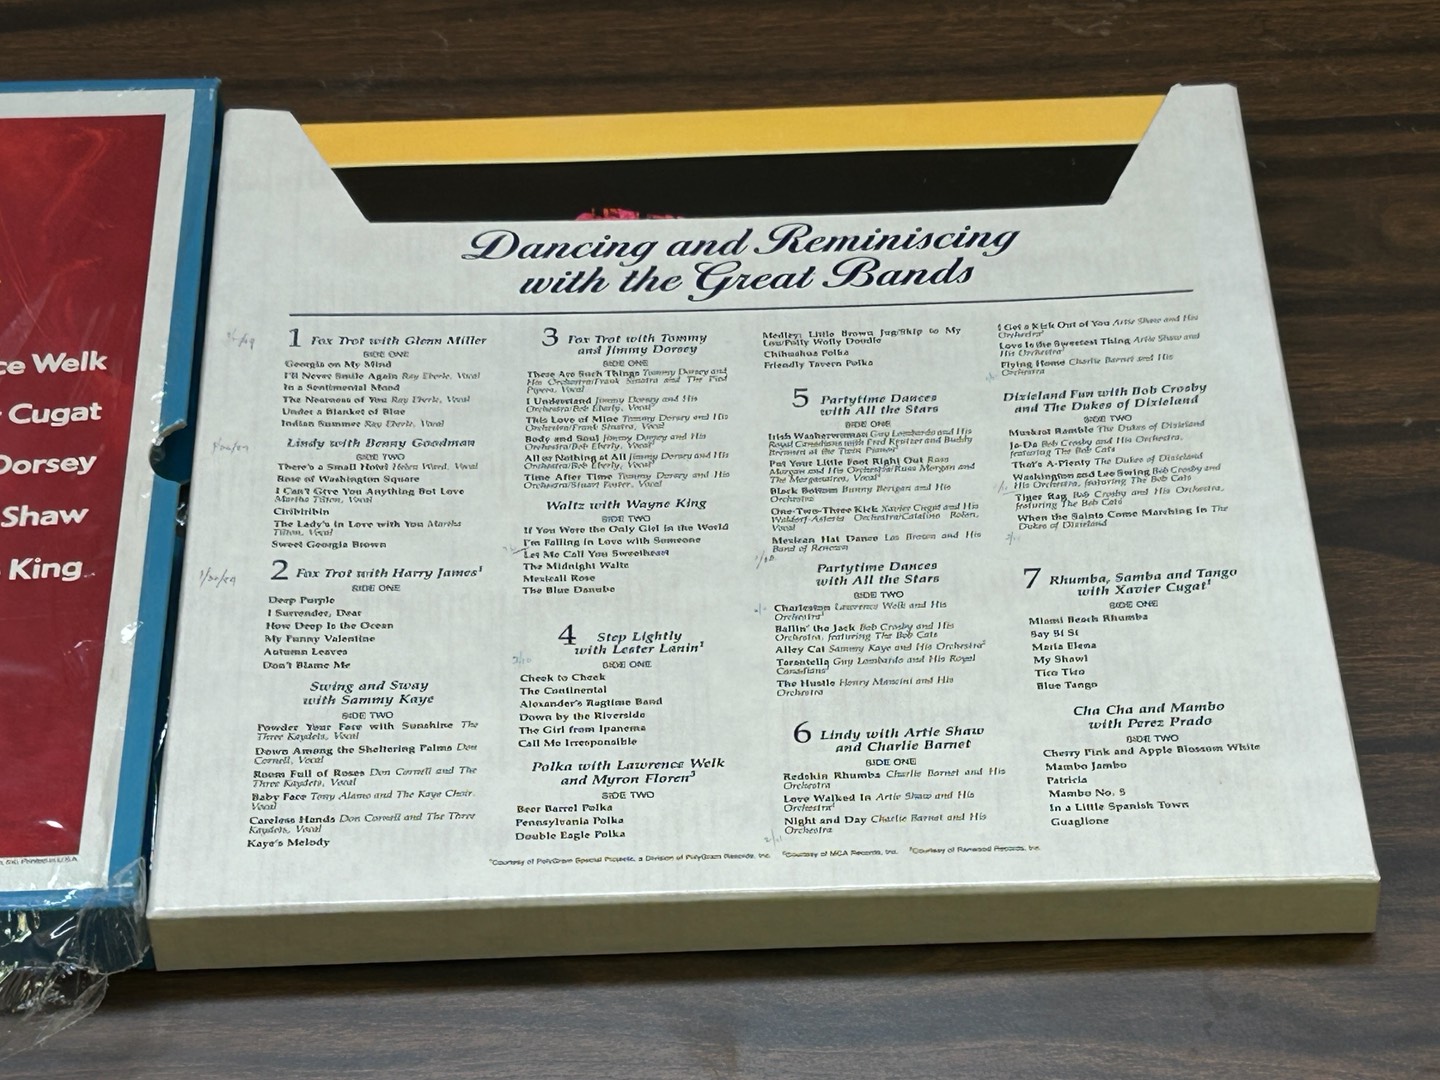 ce Welk
Cugat
Dorsey
Shaw
King
Dancing and Reminiscing
with the Great Bands
1 Fox Trot with Glenn Miller
SIDE ONE
Georgia on My Mind
I'll Never Smile Again Ray Eberle, Vocal
In a Sentimental Mood
The Nearness of You Ray Eberle, Vocal
Under a Blanket of Blue
Indian Summer Ray Eberle, Vocal
Lindy with Benny Goodman
SIDE TWO
There's a Small Hotel Helen Ward, Vocal
Rose of Washington Square
I Can't Give You Anything But Love
Martha Tilton, Vocal
Ciribiribin
The Lady's in Love with You Martha
Tilton, Vocal
Sweet Georgia Brown
2 Fox Trot with Harry James¹
SIDE ONE
Deep Purple
I Surrender, Dear
How Deep Is the Ocean
My Funny Valentine
Autumn Leaves
Don't Blame Me
Swing and Sway
with Sammy Kaye
SIDE TWO
Powder Your Face with Sunshine The
Three Kaydets, Vocal
Down Among the Sheltering Palms Don
Cornell, Vocal
Room Full of Roses Don Cornell and The
Three Kaydets, Vocal
Baby Face Tony Alamo and The Kaye Choir,
Vocal
Careless Hands Don Cornell and The Three
Kaydets, Vocal
Kaye's Melody
3 Fox Trot with Tommy
and Jimmy Dorsey
SIDE ONE
These Are Such Things Tommy Dorsey and
His Orchestra/Frank Sinatra and The Pied
Pipers, Vocal
I Understand Jimmy Dorsey and His
Orchestra/Bob Eberly, Vocal²
This Love of Mine Tommy Dorsey and His
Orchestra/Frank Sinatra, Vocal
Body and Soul Jimmy Dorsey and His
Orchestra/Bob Eberly, Vocal²
All or Nothing at All Jimmy Dorsey and His
Orchestra/Bob Eberly, Vocal²
Time After Time Tommy Dorsey and His
Orchestra/Stuart Foster, Vocal
Waltz with Wayne King
SIDE TWO
If You Were the Only Girl in the World
I'm Falling in Love with Someone
Let Me Call You Sweetheart
The Midnight Waltz
Mexicali Rose
The Blue Danube
4 Step Lightly
with Lester Lanin¹
SIDE ONE
Cheek to Cheek
The Continental
Alexander's Ragtime Band
Down by the Riverside
The Girl from Ipanema
Call Me Irresponsible
Polka with Lawrence Welk
and Myron Floren³
SIDE TWO
Beer Barrel Polka
Pennsylvania Polka
Double Eagle Polka
Medley: Little Brown Jug/Skip to My
Lou/Polly Wolly Doodle
Chihuahua Polka
Friendly Tavern Polka
5 Partytime Dances
with All the Stars
SIDE ONE
Irish Washerwoman Guy Lombardo and His
Royal Canadians with Fred Kreitzer and Buddy
Brennen at the Twin Pianos
Put Your Little Foot Right Out Russ
Morgan and His Orchestra/Russ Morgan and
The Morganaires, Vocal²
Black Bottom Bunny Berigan and His
Orchestra
One-Two-Three Kick Xavier Cugat and His
Waldorf-Astoria Orchestra/Catalino Rolon,
Vocal
Mexican Hat Dance Les Brown and His
Band of Renown
Partytime Dances
with All the Stars
SIDE TWO
Charleston Lawrence Welk and His
Orchestra
Ballin' the Jack Bob Crosby and His
Orchestra, featuring The Bob Cats
Alley Cat Sammy Kaye and His Orchestra²
Tarantella Guy Lombardo and His Royal
Canadians
The Hustle Henry Mancini and His
Orchestra
6 Lindy with Artie Shaw
and Charlie Barnet
SIDE ONE
Redskin Rhumba Charlie Barnet and His
Orchestra
Love Walked In Artie Shaw and His
Orchestra
Night and Day Charlie Barnet and His
Orchestra
I Get a Kick Out of You Artie Shaw and His
Orchestra
Love Is the Sweetest Thing Artie Shaw and
His Orchestra
Flying Home Charlie Barnet and His
Orchestra
Dixieland Fun with Bob Crosby
and The Dukes of Dixieland
SIDE TWO
Muskrat Ramble The Dukes of Dixieland
Jo-Da Bob Crosby and His Orchestra,
featuring The Bob Cats
That's A-Plenty The Dukes of Dixieland
Washington and Lee Swing Bob Crosby and
His Orchestra, featuring The Bob Cats
Tiger Rag Bob Crosby and His Orchestra,
featuring The Bob Cats
When the Saints Come Marching In The
Dukes of Dixieland
7 Rhumba, Samba and Tango
with Xavier Cugat¹
SIDE ONE
Miami Beach Rhumba
Say Si Si
Maria Elena
My Shawl
Tico Tico
Blue Tango
Cha Cha and Mambo
with Perez Prado
SIDE TWO
Cherry Pink and Apple Blossom White
Mambo Jambo
Patricia
Mambo No. 5
In a Little Spanish Town
Guaglione
¹Courtesy of PolyGram Special Projects, a Division of PolyGram Records, Inc. ²Courtesy of MCA Records, Inc. ³Courtesy of Ranwood Records, Inc.